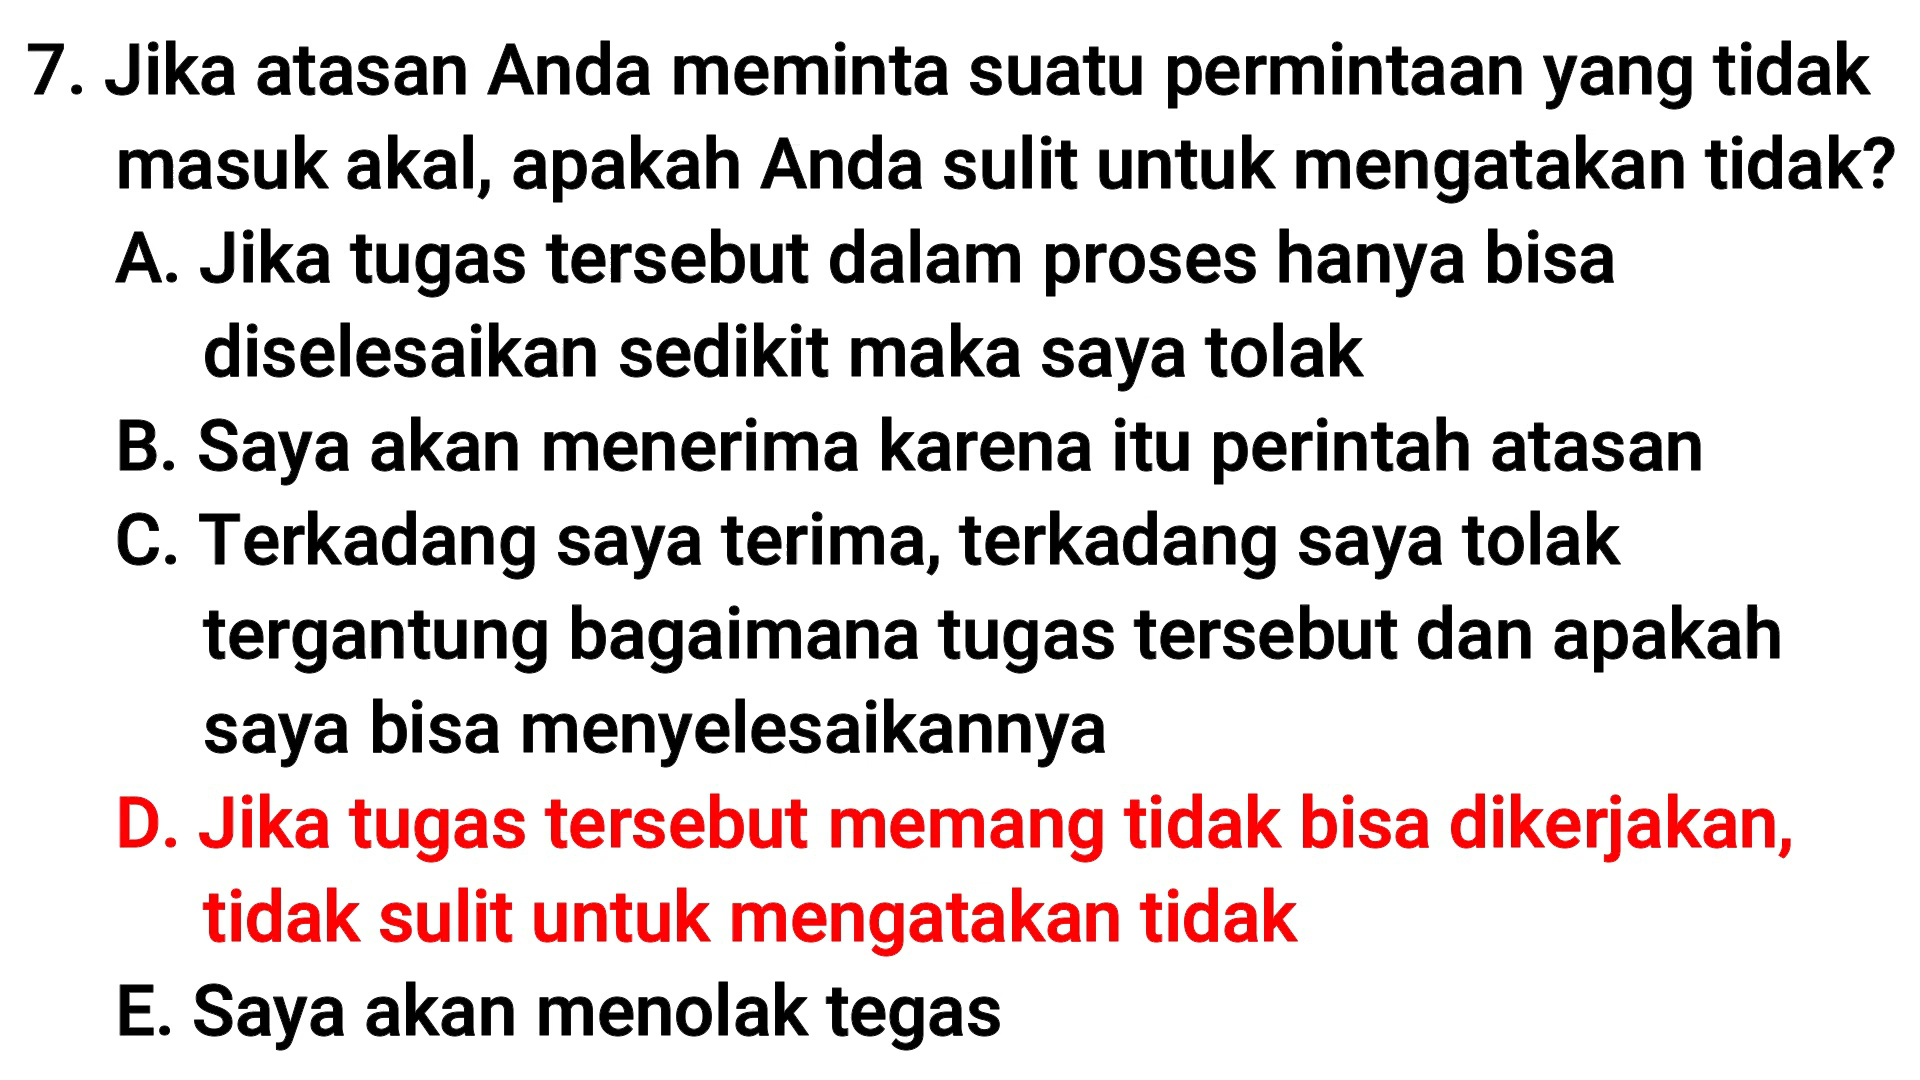 7. Jika atasan Anda meminta suatu permintaan yang tidak
masuk akal, apakah Anda sulit untuk mengatakan tidak?
A. Jika tugas tersebut dalam proses hanya bisa
diselesaikan sedikit maka saya tolak
B. Saya akan menerima karena itu perintah atasan
C. Terkadang saya terima, terkadang saya tolak
tergantung bagaimana tugas tersebut dan apakah
saya bisa menyelesaikannya
D. Jika tugas tersebut memang tidak bisa dikerjakan,
tidak sulit untuk mengatakan tidak
E. Saya akan menolak tegas